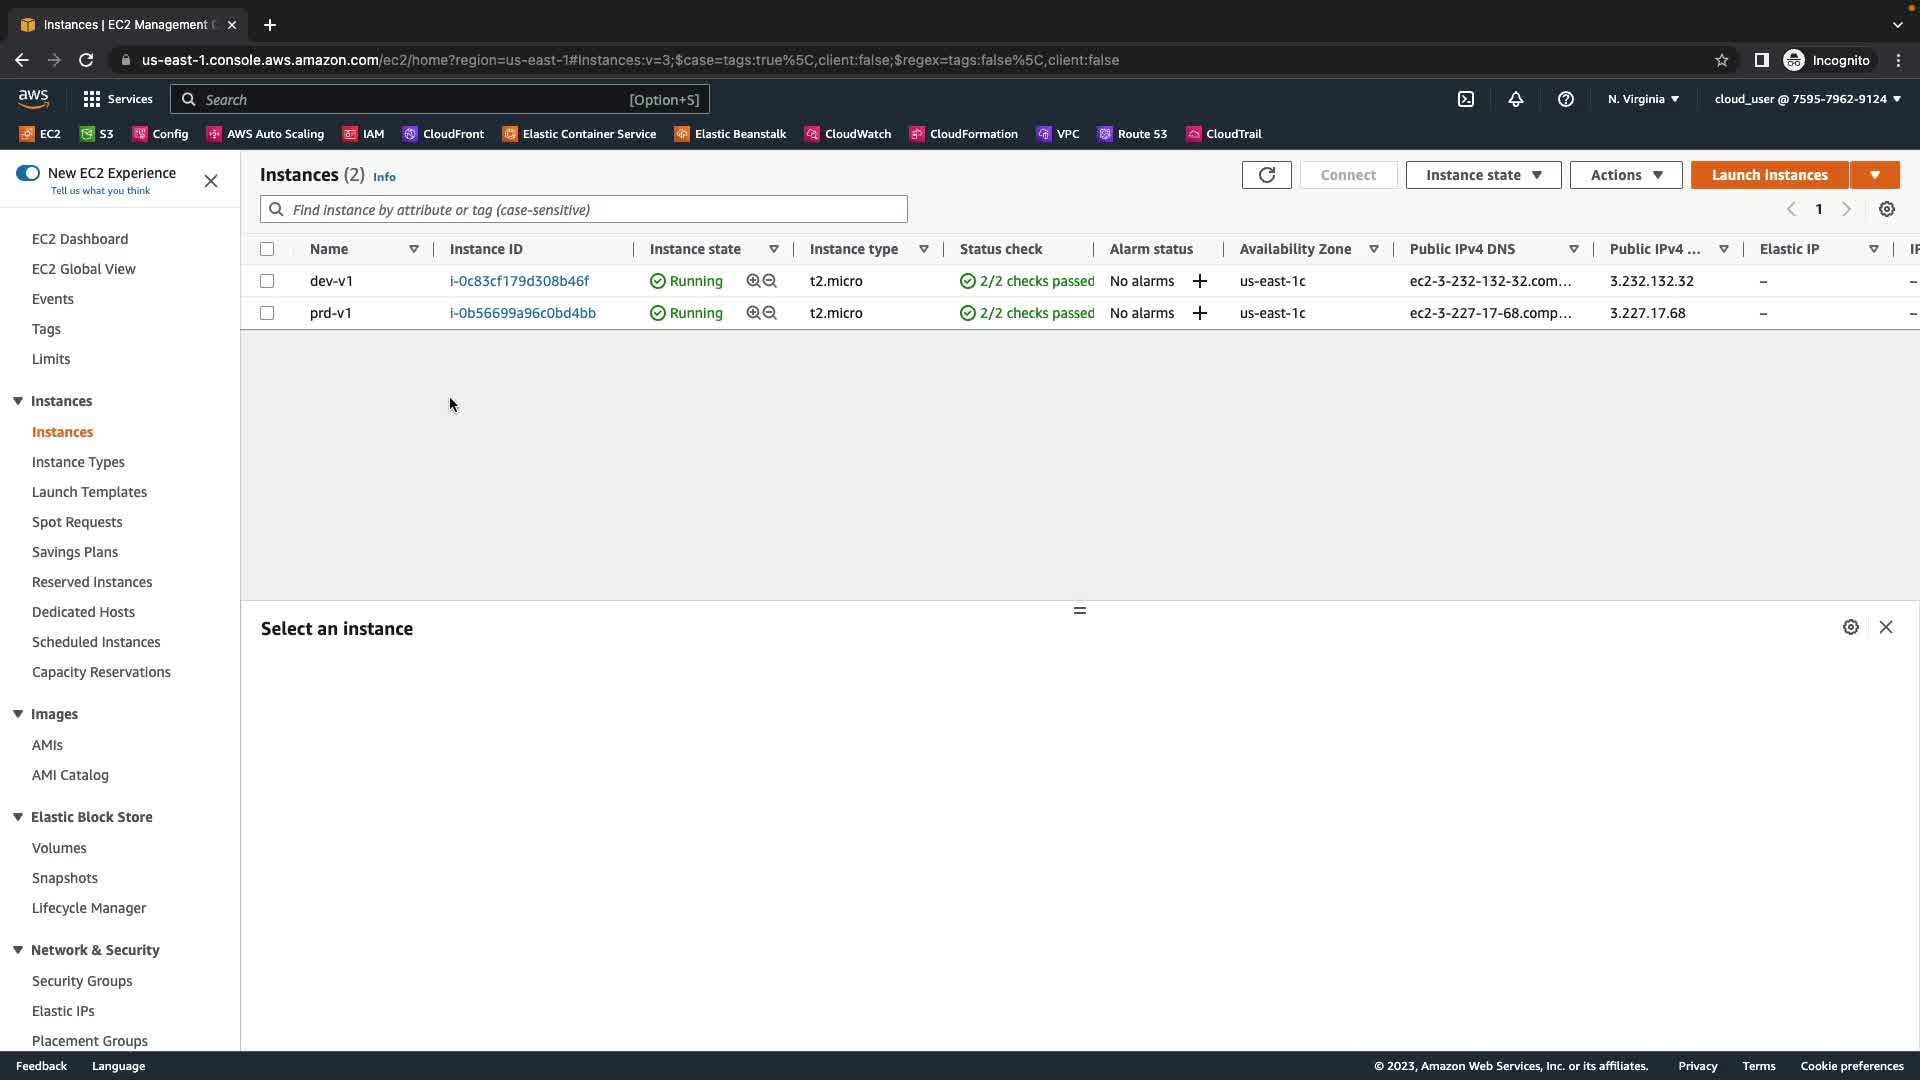 Instances | EC2 Management C
us-east-1.console.aws.amazon.com/ec2/home?region=us-east-1#Instances:v=3;$case=tags:true%5C,client:false;$regex=tags:false%5C,client:false
Incognito
aws
Services
Search
[Option+S]
N. Virginia
cloud_user @ 7595-7962-9124
EC2
S3
Config
AWS Auto Scaling
IAM
CloudFront
Elastic Container Service
Elastic Beanstalk
CloudWatch
CloudFormation
VPC
Route 53
CloudTrail
New EC2 Experience
Tell us what you think
EC2 Dashboard
EC2 Global View
Events
Tags
Limits
Instances
Instances
Instance Types
Launch Templates
Spot Requests
Savings Plans
Reserved Instances
Dedicated Hosts
Scheduled Instances
Capacity Reservations
Images
AMIs
AMI Catalog
Elastic Block Store
Volumes
Snapshots
Lifecycle Manager
Network & Security
Security Groups
Elastic IPs
Placement Groups
Instances (2) Info
Connect
Instance state
Actions
Launch instances
Find instance by attribute or tag (case-sensitive)
1
Name Instance ID Instance state Instance type Status check Alarm status Availability Zone Public IPv4 DNS Public IPv4 ... Elastic IP IP
dev-v1 i-0c83cf179d308b46f Running t2.micro 2/2 checks passed No alarms + us-east-1c ec2-3-232-132-32.com... 3.232.132.32 – –
prd-v1 i-0b56699a96c0bd4bb Running t2.micro 2/2 checks passed No alarms + us-east-1c ec2-3-227-17-68.comp... 3.227.17.68 – –
Select an instance
Feedback
Language
© 2023, Amazon Web Services, Inc. or its affiliates.
Privacy
Terms
Cookie preferences